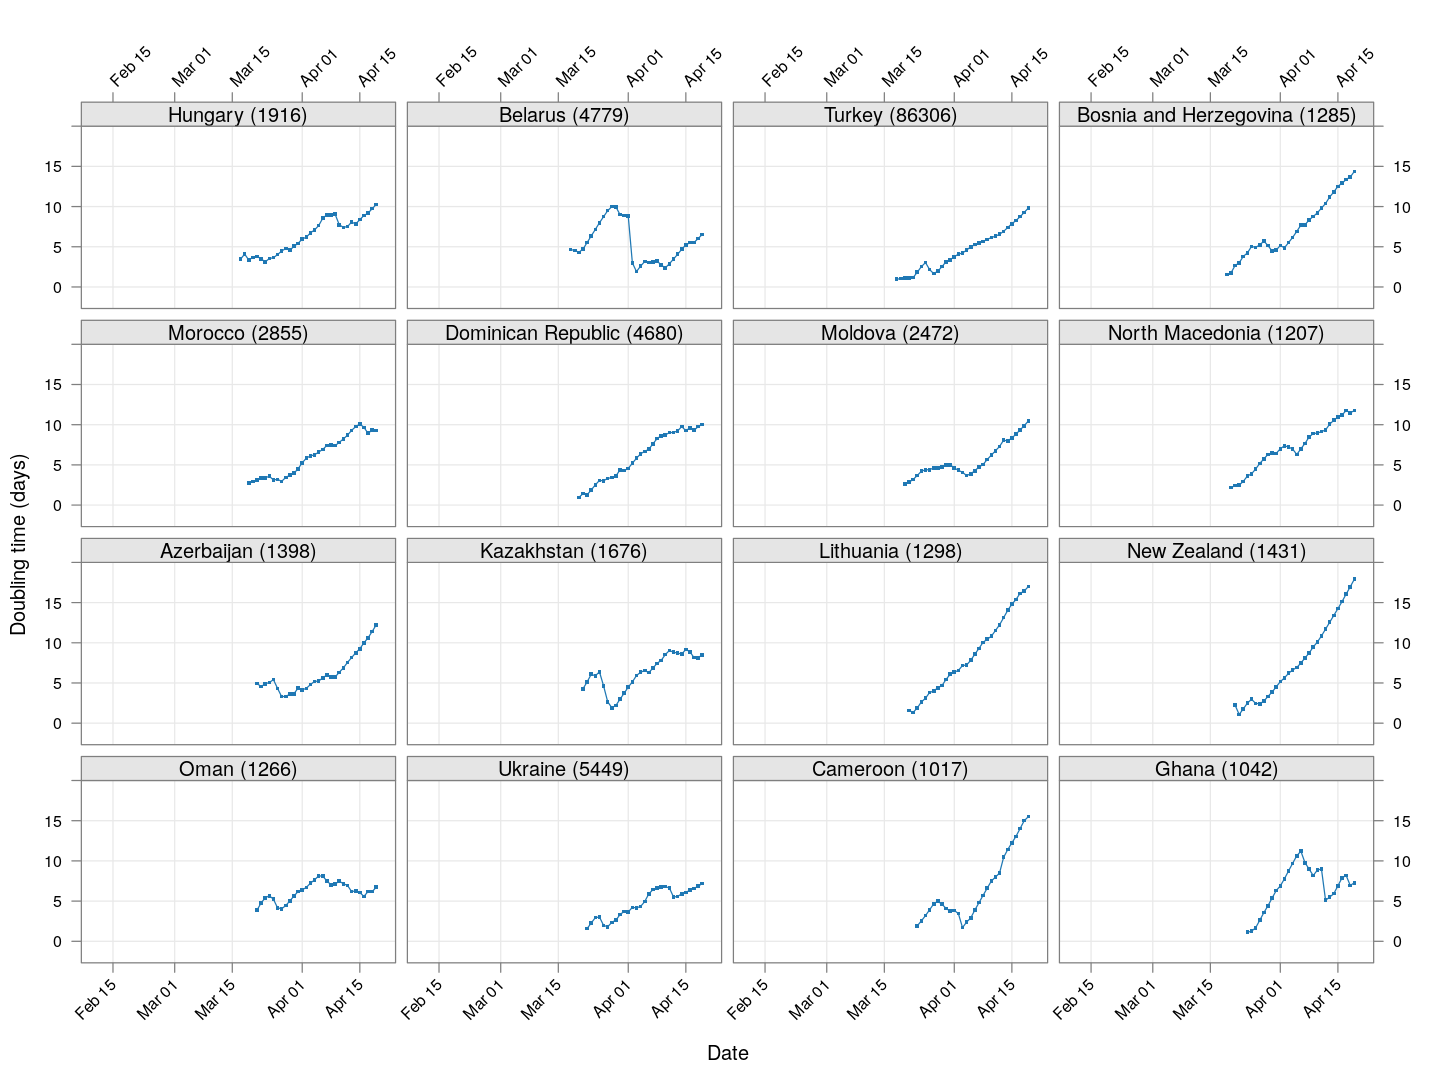 Feb 15 Mar 01 Mar 15 Apr 01 Apr 15 Feb 15 Mar 01 Mar 15 Apr 01 Apr 15 Feb 15 Mar 01 Mar 15 Apr 01 Apr 15 Feb 15 Mar 01 Mar 15 Apr 01 Apr 15
Hungary (1916) Belarus (4779) Turkey (86306) Bosnia and Herzegovina (1285)
15 15
10 10
5 5
0 0
Morocco (2855) Dominican Republic (4680) Moldova (2472) North Macedonia (1207)
15 15
10 10
5 5
0 0
Doubling time (days)
Azerbaijan (1398) Kazakhstan (1676) Lithuania (1298) New Zealand (1431)
15 15
10 10
5 5
0 0
Oman (1266) Ukraine (5449) Cameroon (1017) Ghana (1042)
15 15
10 10
5 5
0 0
Feb 15 Mar 01 Mar 15 Apr 01 Apr 15 Feb 15 Mar 01 Mar 15 Apr 01 Apr 15 Feb 15 Mar 01 Mar 15 Apr 01 Apr 15 Feb 15 Mar 01 Mar 15 Apr 01 Apr 15
Date